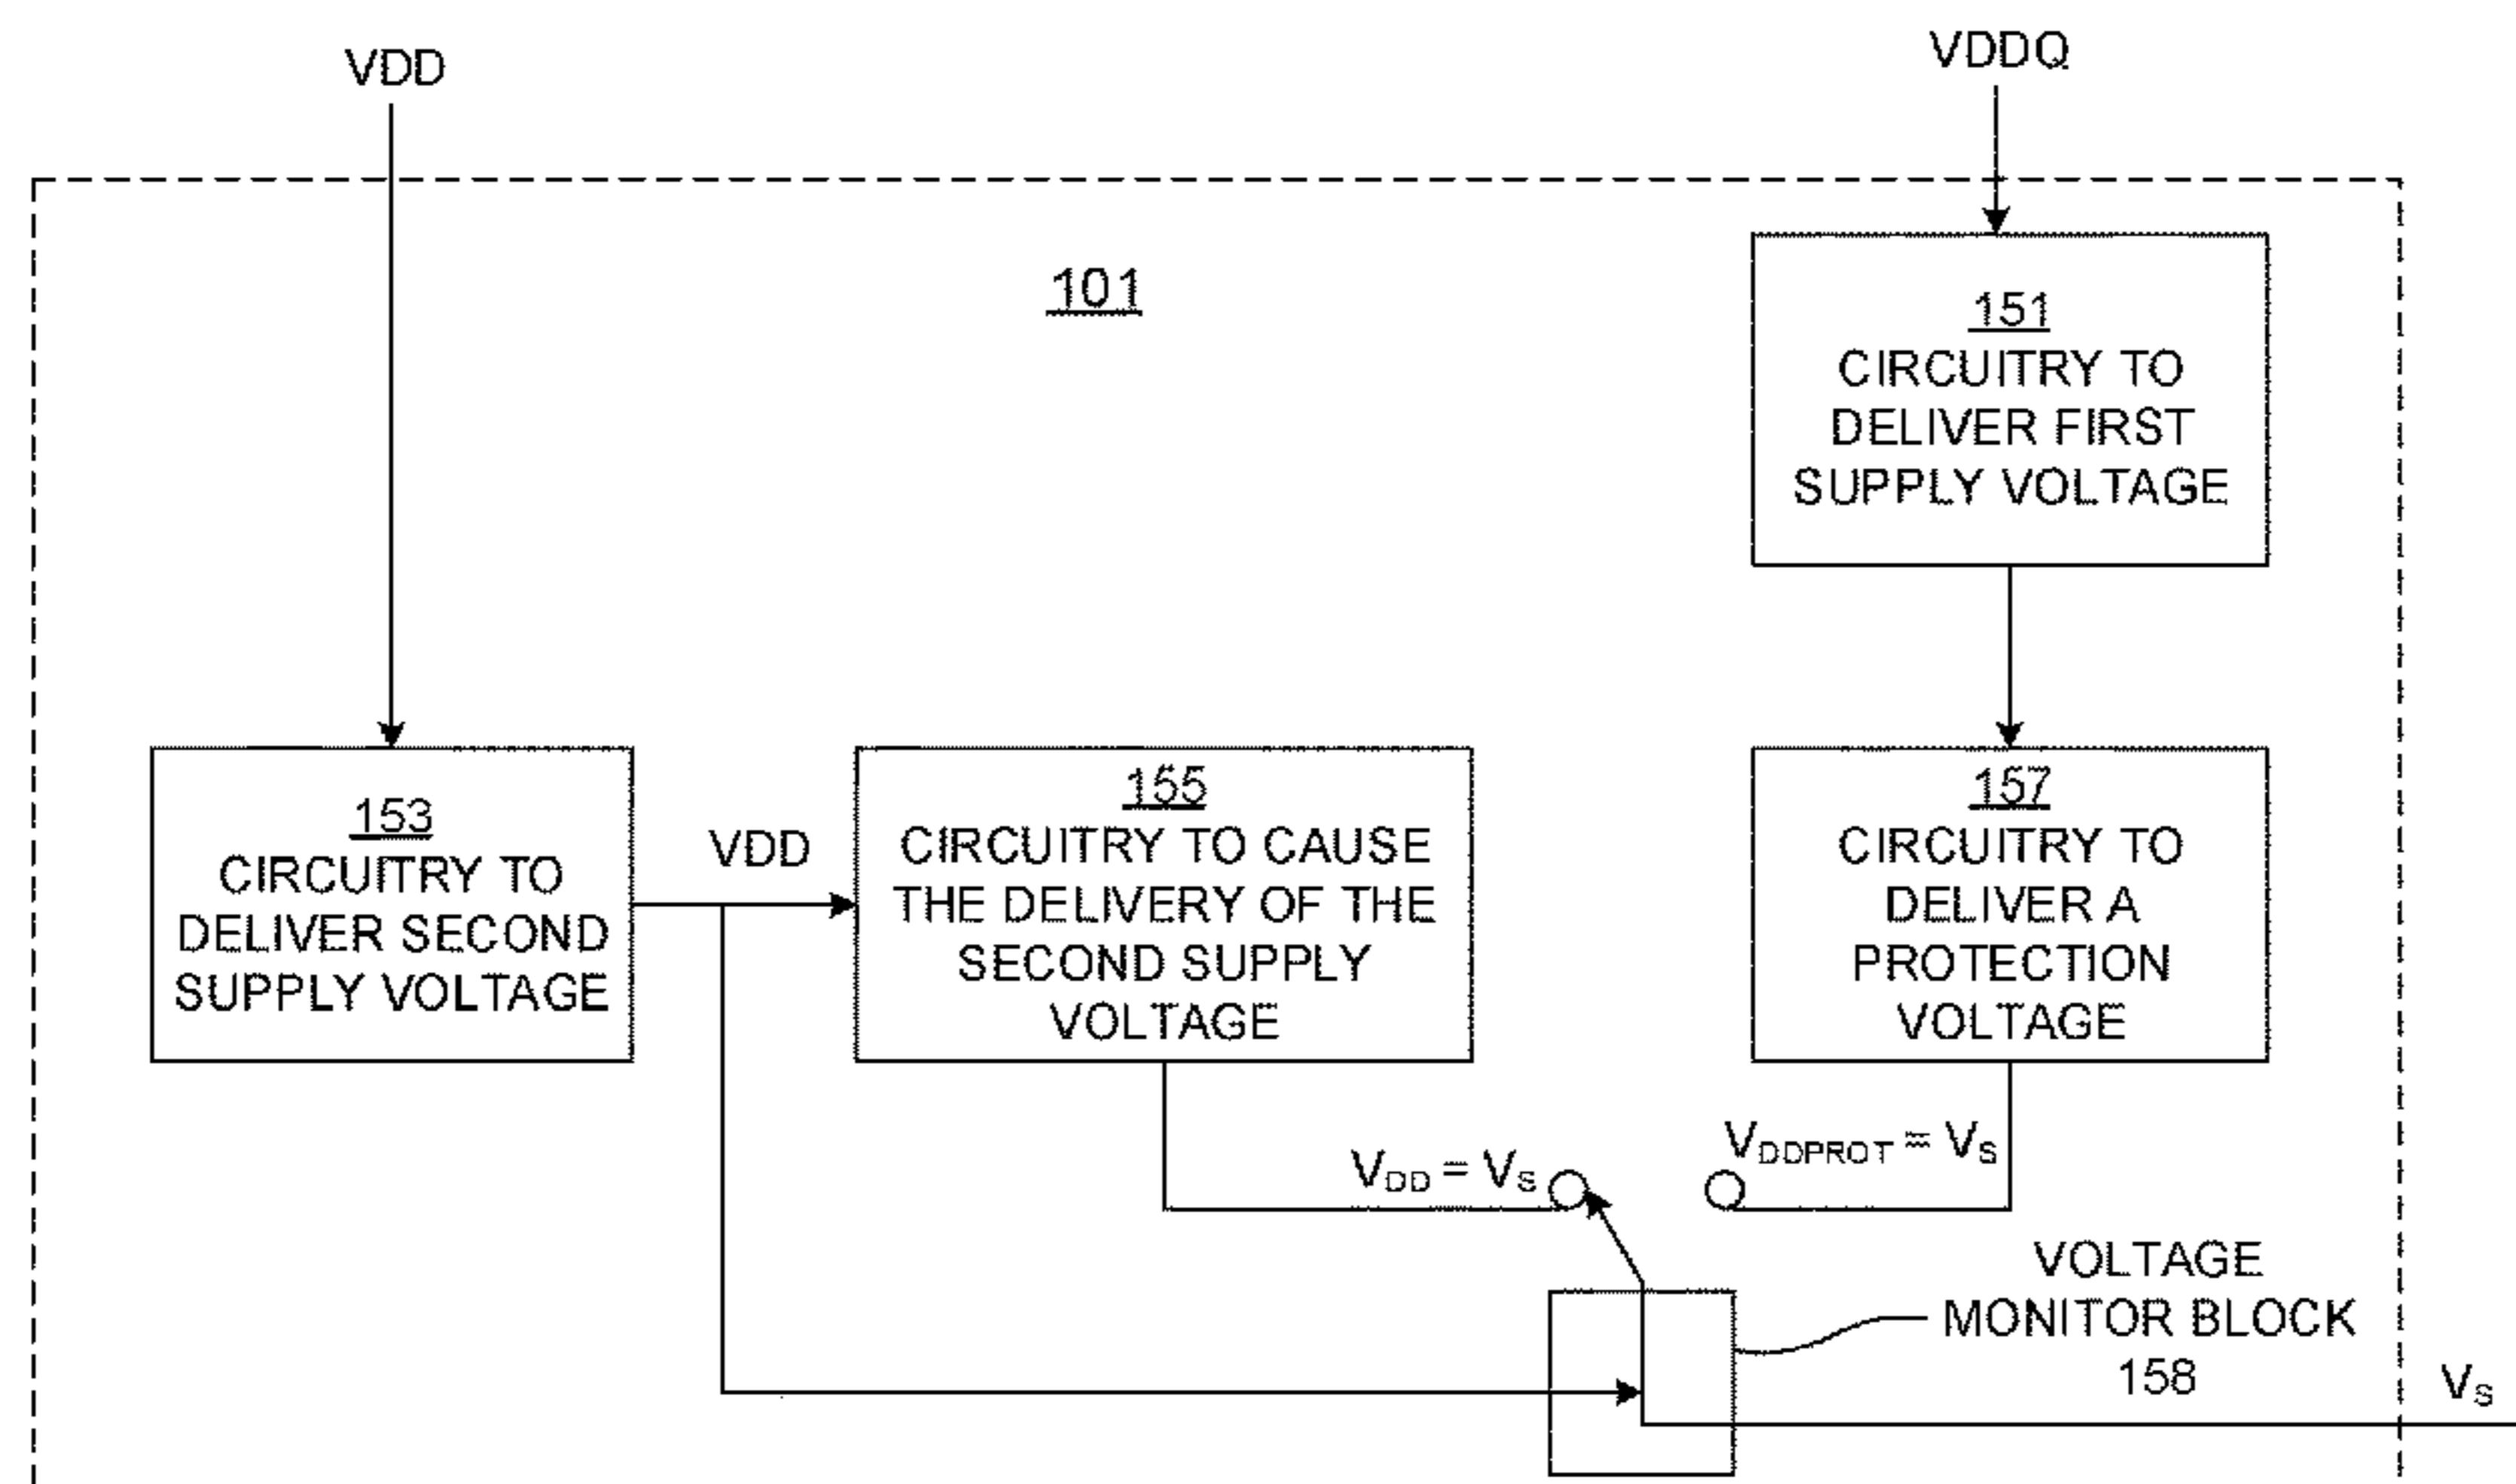 VDD
VDDQ
101
151
CIRCUITRY TO
DELIVER FIRST
SUPPLY VOLTAGE
153
CIRCUITRY TO
DELIVER SECOND
SUPPLY VOLTAGE
VDD
155
CIRCUITRY TO CAUSE
THE DELIVERY OF THE
SECOND SUPPLY
VOLTAGE
157
CIRCUITRY TO
DELIVER A
PROTECTION
VOLTAGE
VDD = VS
VDDPROT = VS
VOLTAGE
MONITOR BLOCK
158
VS